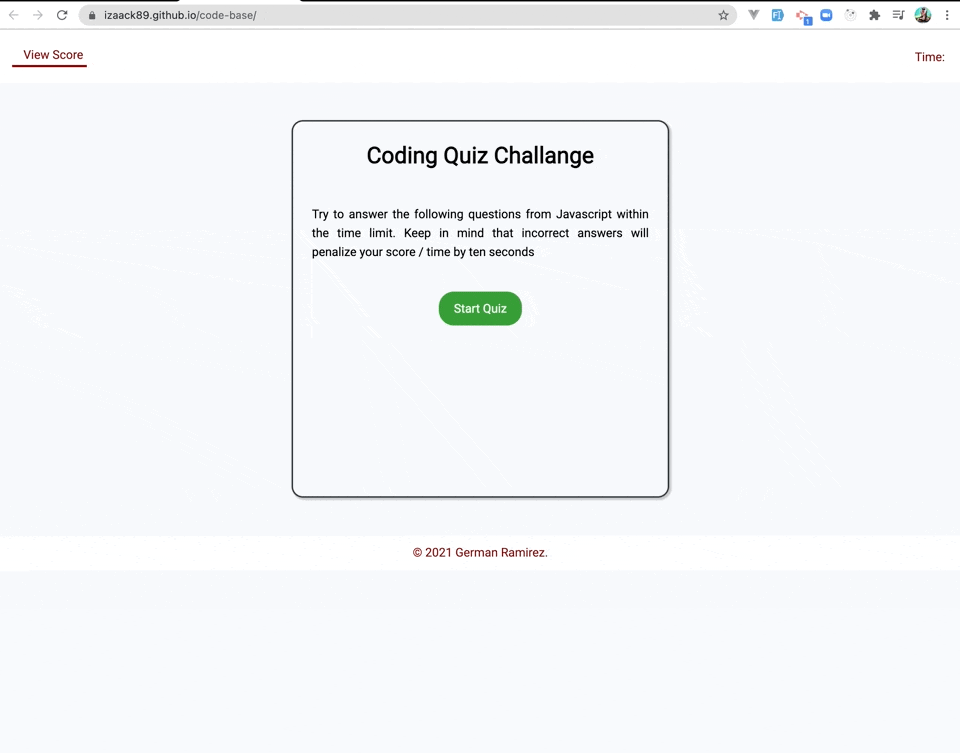 izaack89.github.io/code-base/
1
View Score
Time:
Coding Quiz Challange
Try to answer the following questions from Javascript within
the time limit. Keep in mind that incorrect answers will
penalize your score / time by ten seconds
Start Quiz
© 2021 German Ramirez.